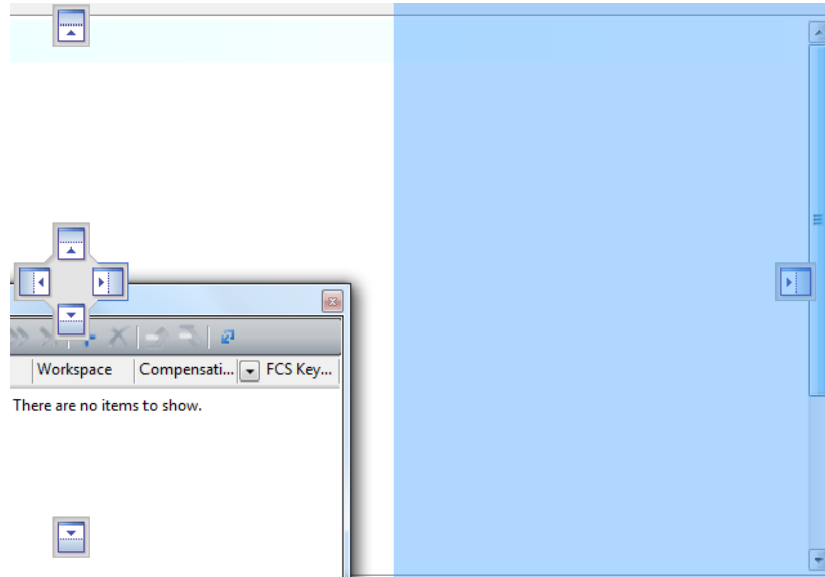 Workspace Compensati... FCS Key...
There are no items to show.